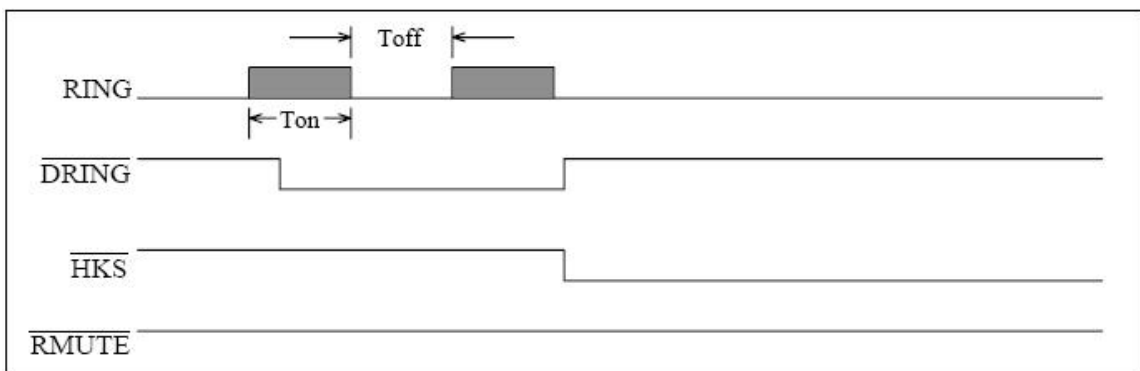 Toff
RING
Ton
DRING
HKS
RMUTE